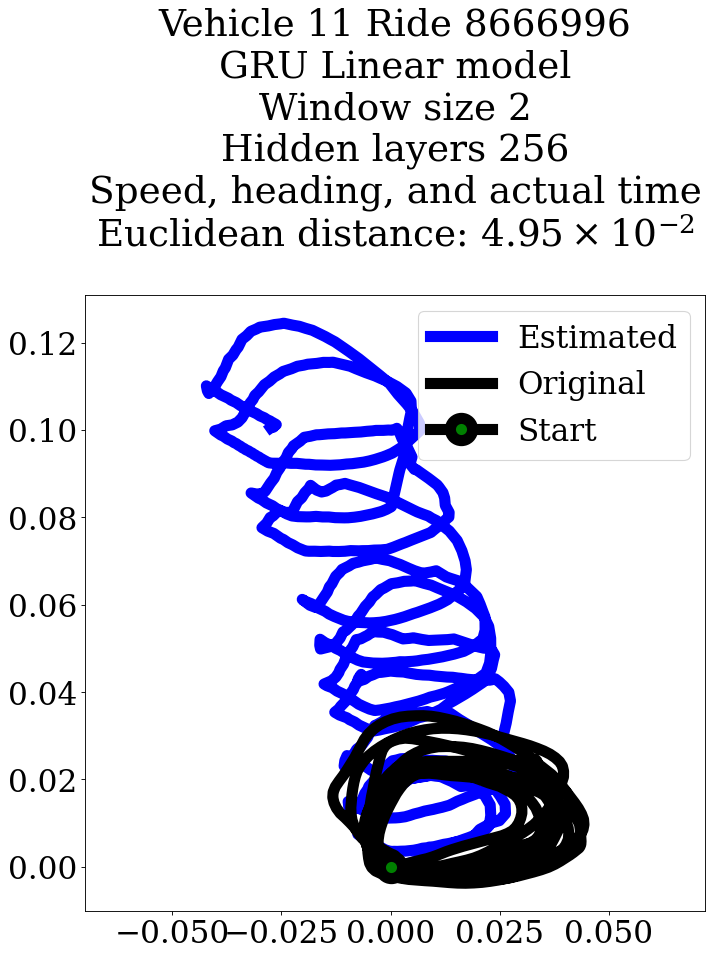 Vehicle 11 Ride 8666996
GRU Linear model
Window size 2
Hidden layers 256
Speed, heading, and actual time
Euclidean distance: 4.95 × 10⁻²
Estimated
Original
Start
0.12
0.10
0.08
0.06
0.04
0.02
0.00
−0.050 −0.025 0.000 0.025 0.050